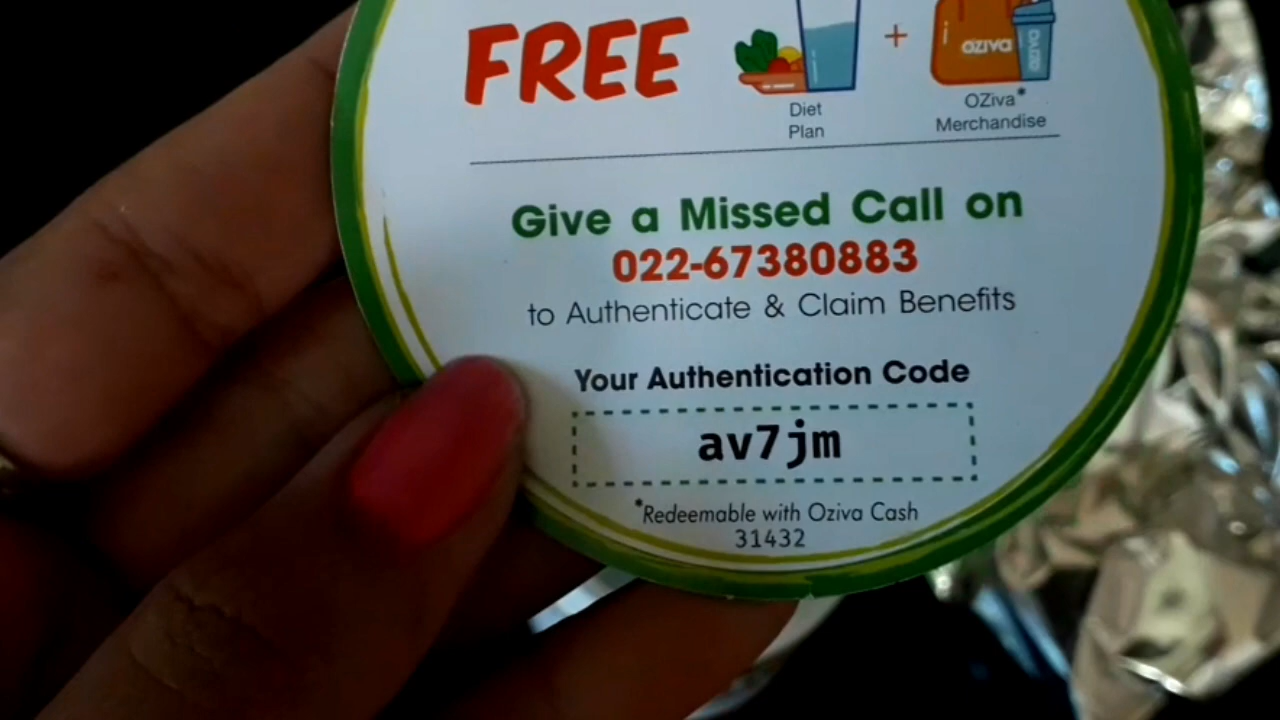 FREE
+
OZIVA
OZIVA
Diet
Plan
OZiva*
Merchandise
Give a Missed Call on
022-67380883
to Authenticate & Claim Benefits
Your Authentication Code
av7jm
*Redeemable with Oziva Cash
31432